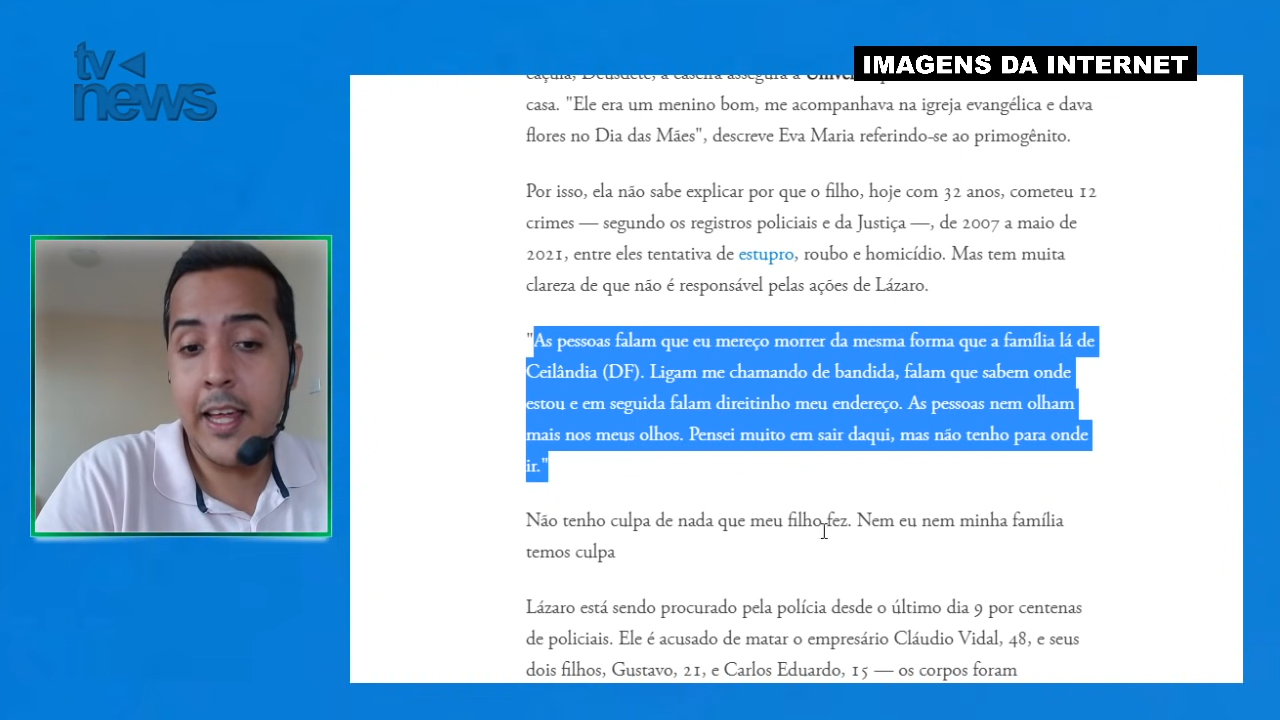 tv
news
IMAGENS DA INTERNET
caçula, Deusdete, a caseira assegura a
casa. "Ele era um menino bom, me acompanhava na igreja evangélica e dava
flores no Dia das Mães", descreve Eva Maria referindo-se ao primogênito.
Por isso, ela não sabe explicar por que o filho, hoje com 32 anos, cometeu 12
crimes — segundo os registros policiais e da Justiça —, de 2007 a maio de
2021, entre eles tentativa de estupro, roubo e homicídio. Mas tem muita
clareza de que não é responsável pelas ações de Lázaro.
"As pessoas falam que eu mereço morrer da mesma forma que a família lá de
Ceilândia (DF). Ligam me chamando de bandida, falam que sabem onde
estou e em seguida falam direitinho meu endereço. As pessoas nem olham
mais nos meus olhos. Pensei muito em sair daqui, mas não tenho para onde
ir."
Não tenho culpa de nada que meu filho fez. Nem eu nem minha família
temos culpa
Lázaro está sendo procurado pela polícia desde o último dia 9 por centenas
de policiais. Ele é acusado de matar o empresário Cláudio Vidal, 48, e seus
dois filhos, Gustavo, 21, e Carlos Eduardo, 15 — os corpos foram